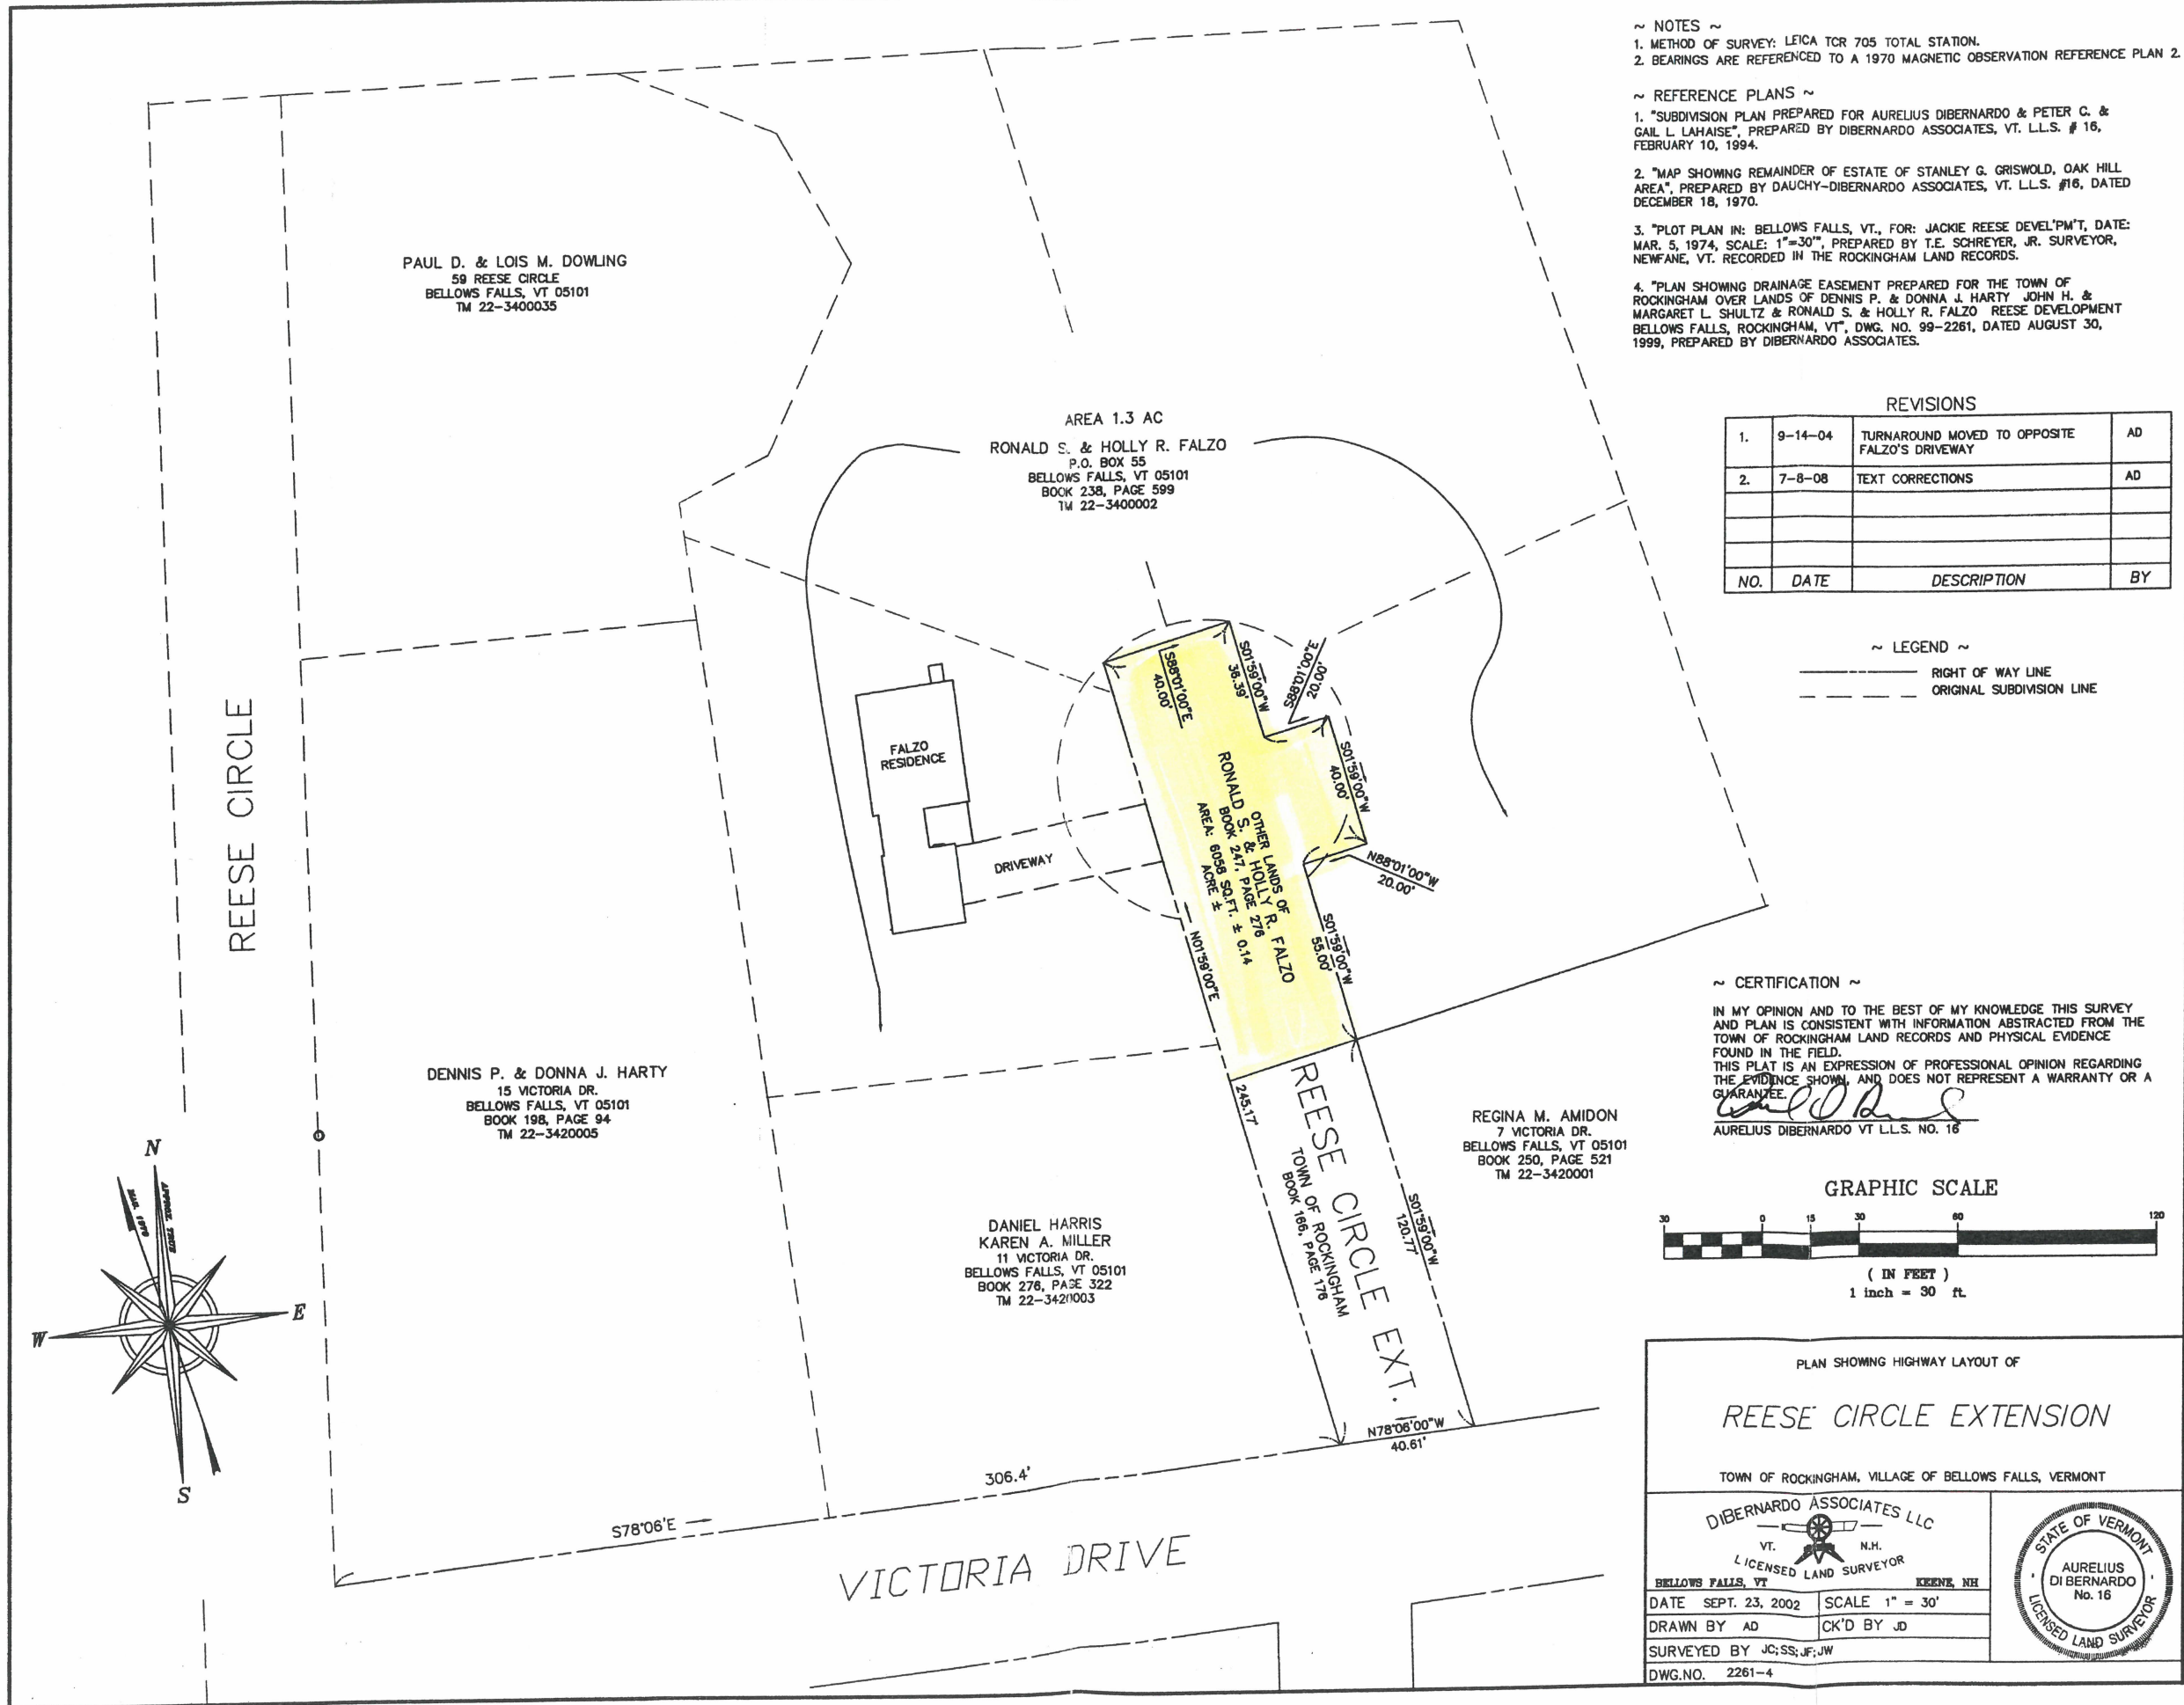 ~ NOTES ~
1. METHOD OF SURVEY: LEICA TCR 705 TOTAL STATION.
2. BEARINGS ARE REFERENCED TO A 1970 MAGNETIC OBSERVATION REFERENCE PLAN 2.
~ REFERENCE PLANS ~
1. "SUBDIVISION PLAN PREPARED FOR AURELIUS DIBERNARDO & PETER C. &
GAIL L. LAHAISE", PREPARED BY DIBERNARDO ASSOCIATES, VT. L.L.S. # 16,
FEBRUARY 10, 1994.
2. "MAP SHOWING REMAINDER OF ESTATE OF STANLEY G. GRISWOLD, OAK HILL
AREA", PREPARED BY DAUCHY-DIBERNARDO ASSOCIATES, VT. L.L.S. #16, DATED
DECEMBER 18, 1970.
3. "PLOT PLAN IN: BELLOWS FALLS, VT., FOR: JACKIE REESE DEVEL'PM'T, DATE:
MAR. 5, 1974, SCALE: 1"=30'", PREPARED BY T.E. SCHREYER, JR. SURVEYOR,
NEWFANE, VT. RECORDED IN THE ROCKINGHAM LAND RECORDS.
4. "PLAN SHOWING DRAINAGE EASEMENT PREPARED FOR THE TOWN OF
ROCKINGHAM OVER LANDS OF DENNIS P. & DONNA J. HARTY JOHN H. &
MARGARET L. SHULTZ & RONALD S. & HOLLY R. FALZO REESE DEVELOPMENT
BELLOWS FALLS, ROCKINGHAM, VT", DWG. NO. 99-2261, DATED AUGUST 30,
1999, PREPARED BY DIBERNARDO ASSOCIATES.
REVISIONS
1. 9-14-04 TURNAROUND MOVED TO OPPOSITE AD
FALZO'S DRIVEWAY
2. 7-8-08 TEXT CORRECTIONS AD
NO. DATE DESCRIPTION BY
~ LEGEND ~
RIGHT OF WAY LINE
ORIGINAL SUBDIVISION LINE
PAUL D. & LOIS M. DOWLING
59 REESE CIRCLE
BELLOWS FALLS, VT 05101
TM 22-3400035
AREA 1.3 AC
RONALD S. & HOLLY R. FALZO
P.O. BOX 55
BELLOWS FALLS, VT 05101
BOOK 238, PAGE 599
TM 22-3400002
REESE CIRCLE
FALZO
RESIDENCE
DRIVEWAY
S88°01'00"E
40.00'
S01°59'00"W
38.39'
S88°01'00"E
20.00'
S01°59'00"W
40.00'
N88°01'00"W
20.00'
S01°59'00"W
55.00'
OTHER LANDS OF
RONALD S. & HOLLY R. FALZO
BOOK 247, PAGE 276
AREA: 6058 SQ.FT. ± 0.14
ACRE ±
N01°59'00"E
245.17'
DENNIS P. & DONNA J. HARTY
15 VICTORIA DR.
BELLOWS FALLS, VT 05101
BOOK 198, PAGE 94
TM 22-3420005
DANIEL HARRIS
KAREN A. MILLER
11 VICTORIA DR.
BELLOWS FALLS, VT 05101
BOOK 276, PAGE 322
TM 22-3420003
REESE CIRCLE EXT.
TOWN OF ROCKINGHAM
BOOK 166, PAGE 176
S01°59'00"W
120.77'
REGINA M. AMIDON
7 VICTORIA DR.
BELLOWS FALLS, VT 05101
BOOK 250, PAGE 521
TM 22-3420001
N78°06'00"W
40.61'
306.4'
S78°06'E
VICTORIA DRIVE
N
MAG. 1970
APPROX. TRUE
W
E
S
~ CERTIFICATION ~
IN MY OPINION AND TO THE BEST OF MY KNOWLEDGE THIS SURVEY
AND PLAN IS CONSISTENT WITH INFORMATION ABSTRACTED FROM THE
TOWN OF ROCKINGHAM LAND RECORDS AND PHYSICAL EVIDENCE
FOUND IN THE FIELD.
THIS PLAT IS AN EXPRESSION OF PROFESSIONAL OPINION REGARDING
THE EVIDENCE SHOWN, AND DOES NOT REPRESENT A WARRANTY OR A
GUARANTEE.
AURELIUS DIBERNARDO VT L.L.S. NO. 16
GRAPHIC SCALE
30 0 15 30 60 120
( IN FEET )
1 inch = 30 ft.
PLAN SHOWING HIGHWAY LAYOUT OF
REESE CIRCLE EXTENSION
TOWN OF ROCKINGHAM, VILLAGE OF BELLOWS FALLS, VERMONT
DIBERNARDO ASSOCIATES LLC
VT. N.H.
LICENSED LAND SURVEYOR
BELLOWS FALLS, VT KEENE, NH
DATE SEPT. 23, 2002 SCALE 1" = 30'
DRAWN BY AD CK'D BY JD
SURVEYED BY JC;SS;JF;JW
DWG.NO. 2261-4
STATE OF VERMONT
AURELIUS
DI BERNARDO
No. 16
LICENSED LAND SURVEYOR